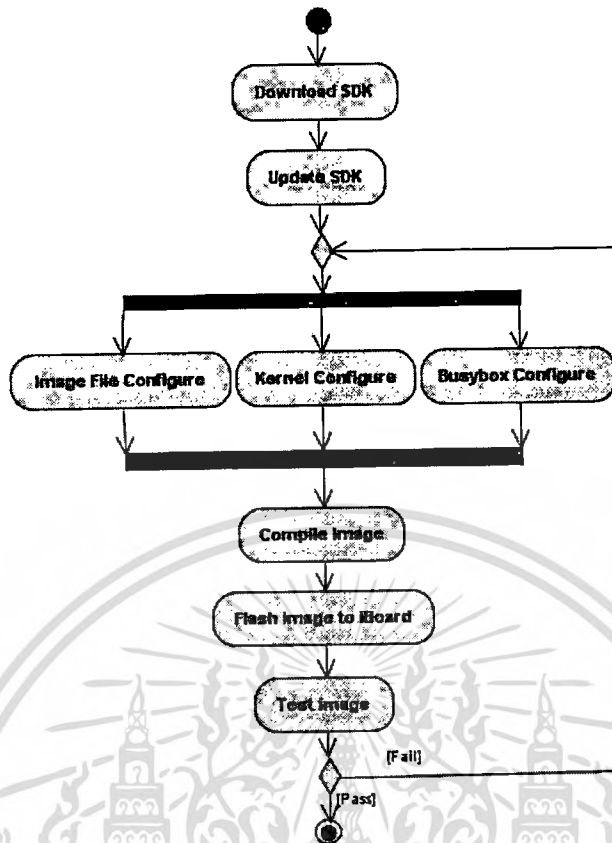 Download SDK
Update SDK
Image File Configure
Kernel Configure
Busybox Configure
Compile Image
Flash Image to iBoard
Test Image
[Fail]
[Pass]